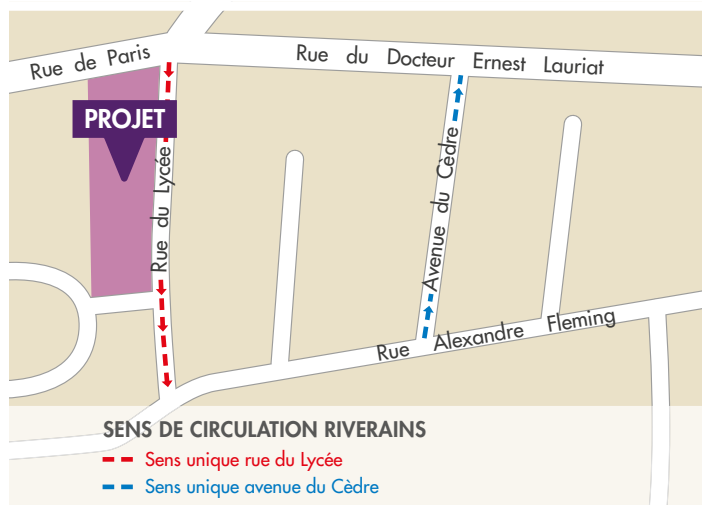 Rue de Paris
Rue du Docteur Ernest Lauriat
PROJET
Rue du Lycée
Avenue du Cèdre
Rue Alexandre Fleming
SENS DE CIRCULATION RIVERAINS
Sens unique rue du Lycée
Sens unique avenue du Cèdre